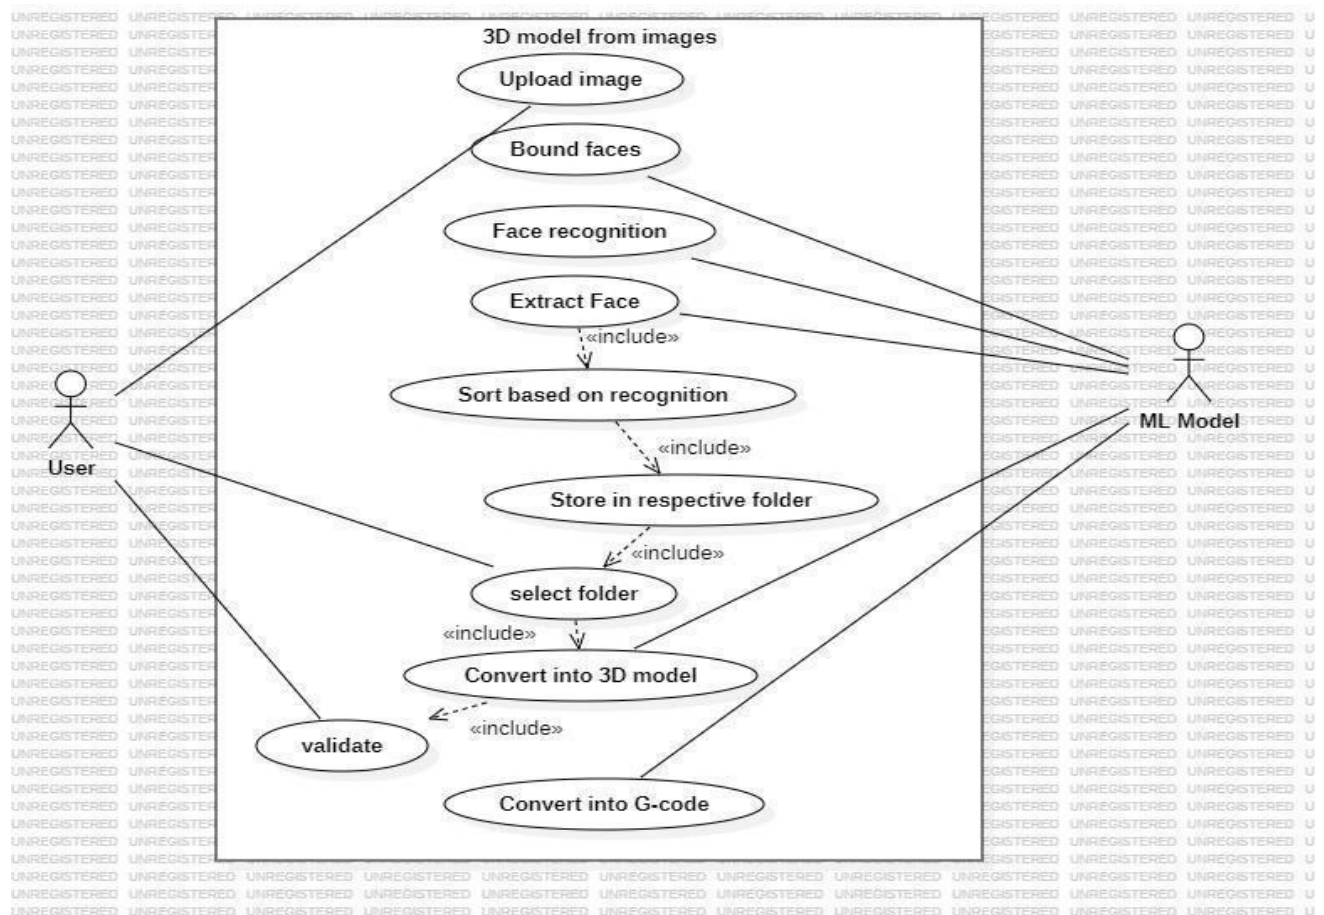 3D model from images
Upload image
Bound faces
Face recognition
Extract Face
«include»
Sort based on recognition
«include»
Store in respective folder
«include»
select folder
«include»
Convert into 3D model
«include»
validate
Convert into G-code
User
ML Model
UNREGISTERED